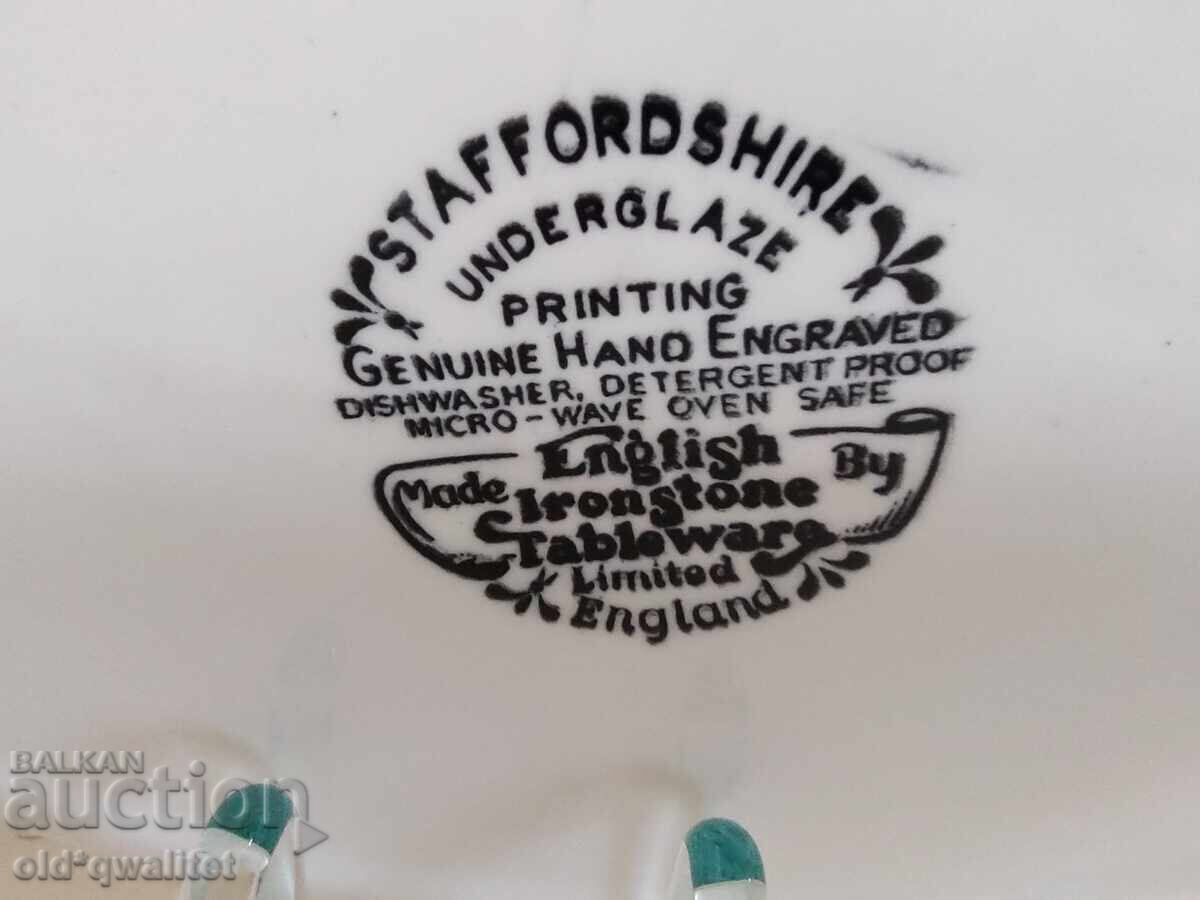 STAFFORDSHIRE
UNDERGLAZE
PRINTING
GENUINE HAND ENGRAVED
DISHWASHER, DETERGENT PROOF
MICRO-WAVE OVEN SAFE
Made English By
Ironstone
Tableware
Limited
England
BALKAN
auction
old*qwalitet